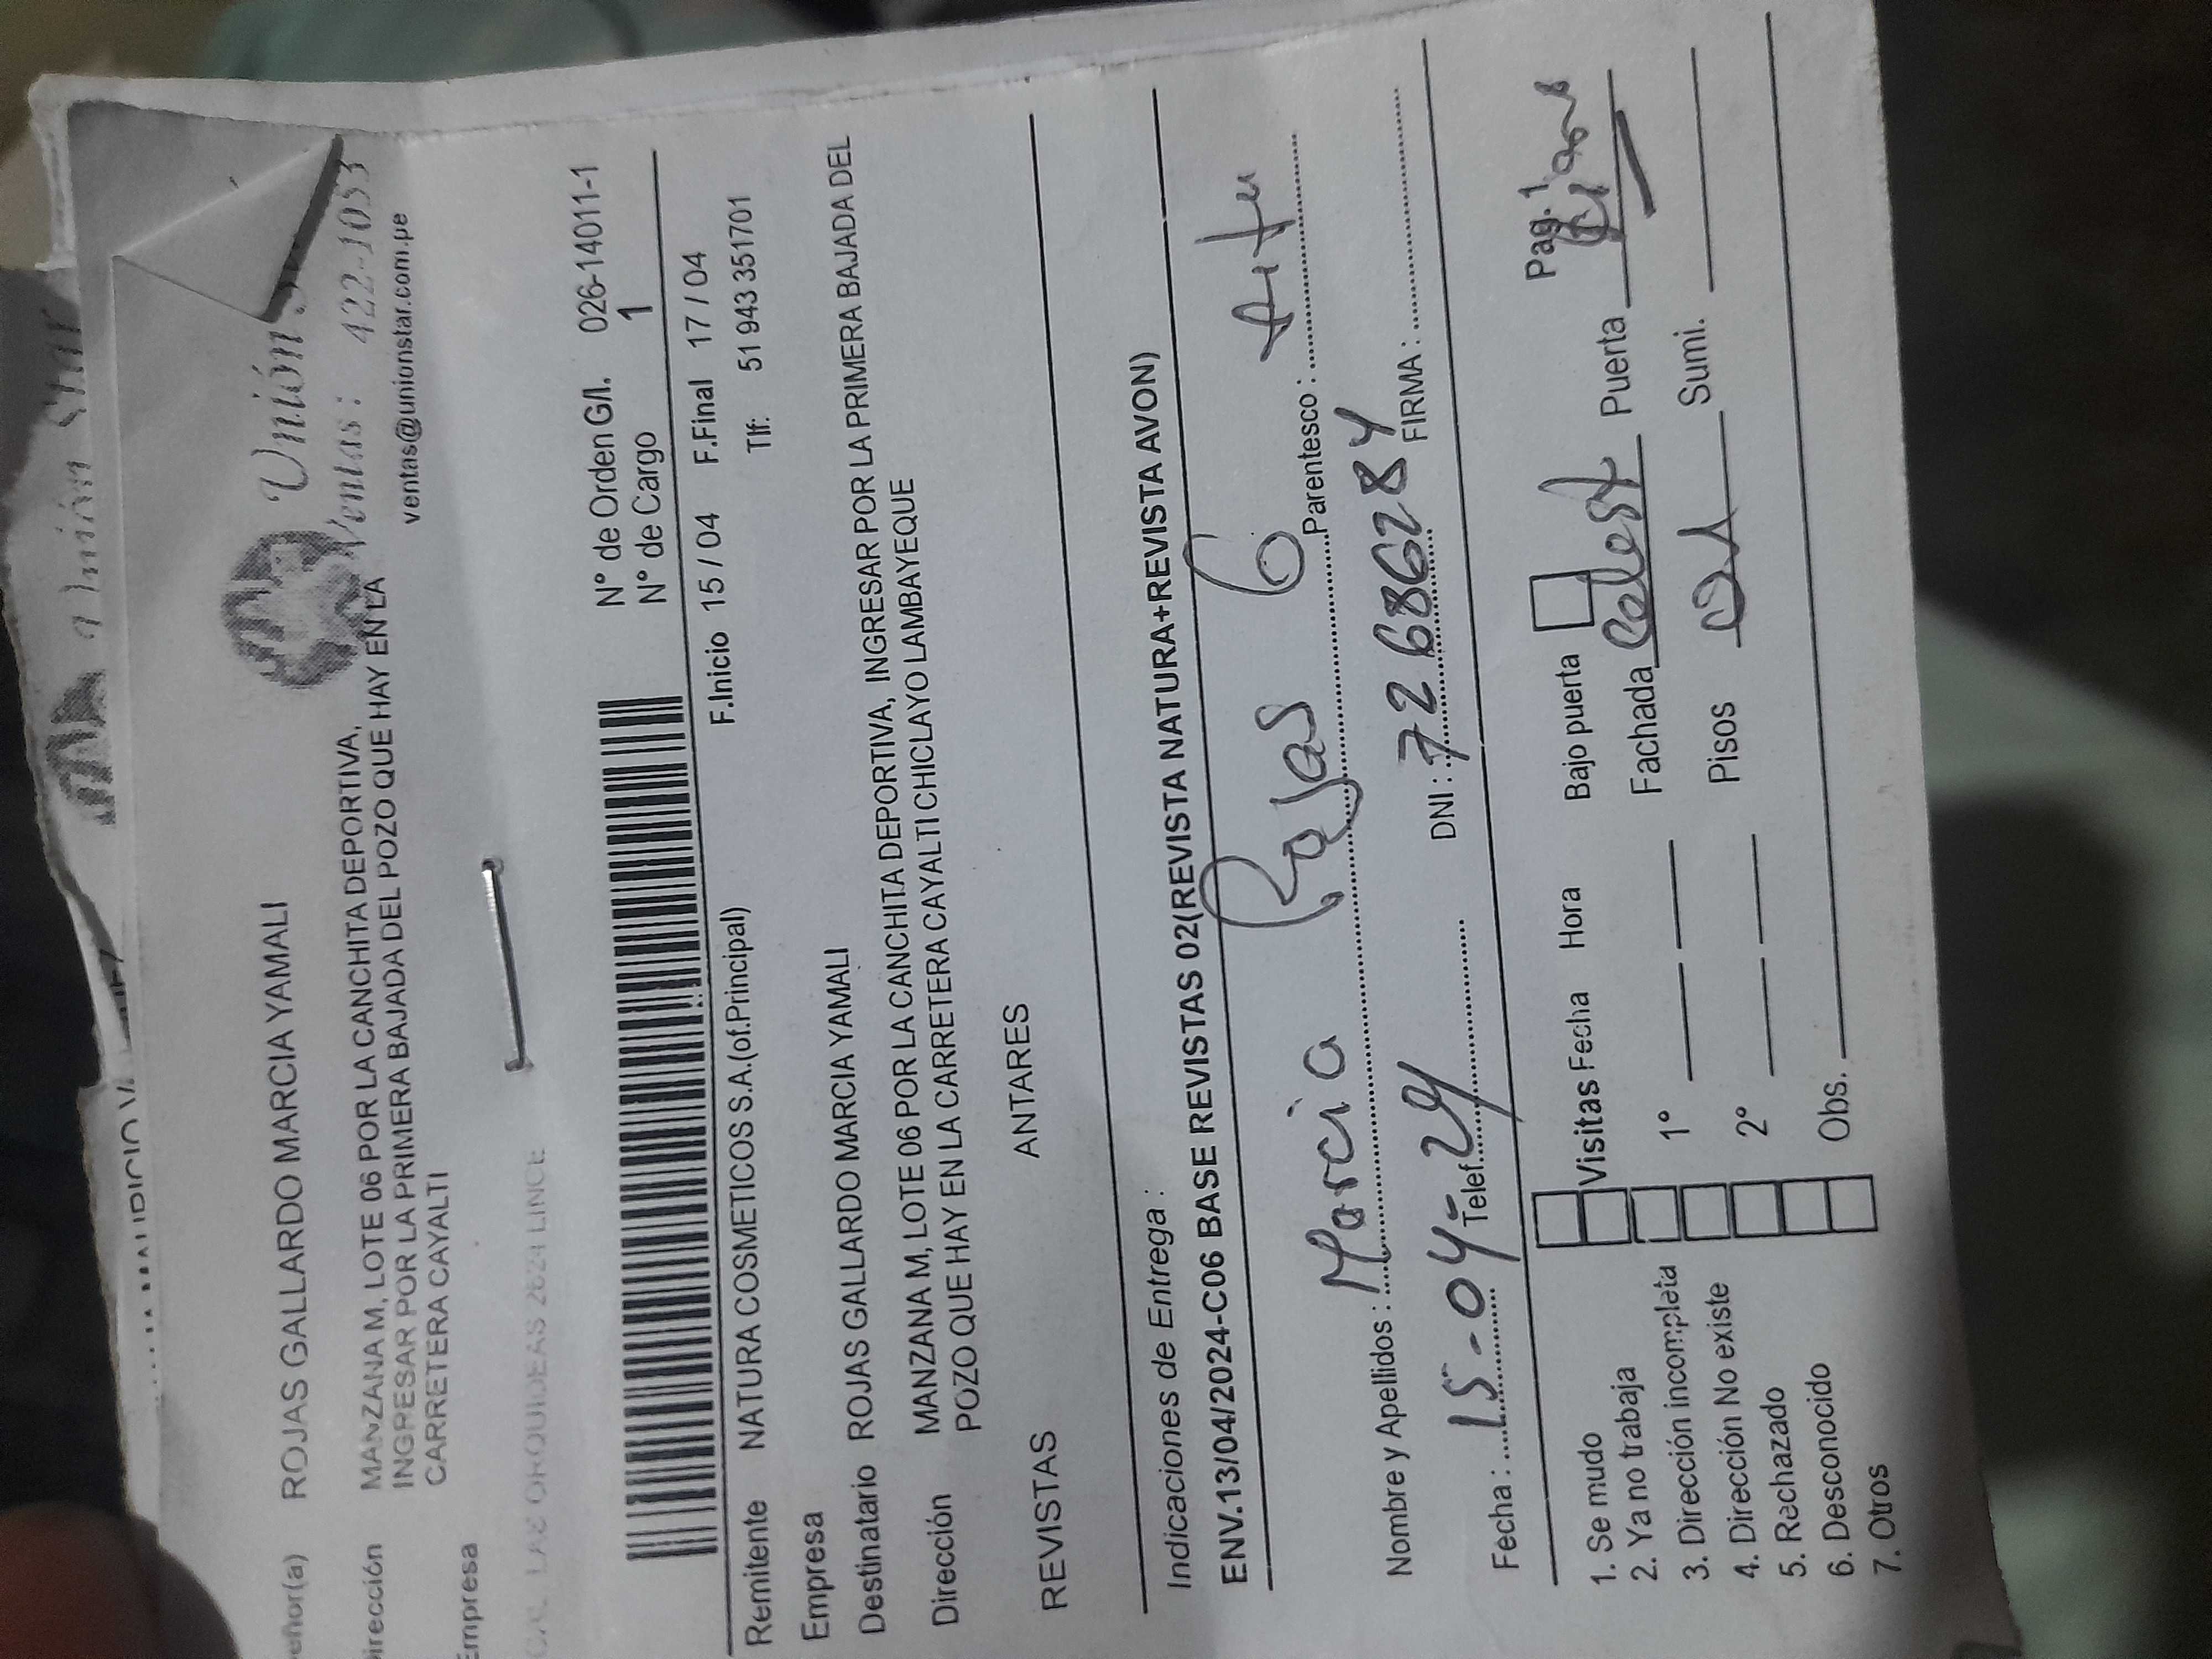 Unión Star
Unión
Ventas: 422-1053
ventas@unionstar.com.pe
eñor(a) ROJAS GALLARDO MARCIA YAMALI
irección MANZANA M, LOTE 06 POR LA CANCHITA DEPORTIVA,
INGRESAR POR LA PRIMERA BAJADA DEL POZO QUE HAY EN LA
CARRETERA CAYALTI
Empresa
LAS ORQUIDEAS LINCE
N° de Orden G/I. 026-14011-1
N° de Cargo 1
F.Inicio 15 / 04 F.Final 17 / 04
Remitente NATURA COSMETICOS S.A.(of.Principal) Tlf: 51 943 351701
Empresa
Destinatario ROJAS GALLARDO MARCIA YAMALI
Dirección MANZANA M, LOTE 06 POR LA CANCHITA DEPORTIVA, INGRESAR POR LA PRIMERA BAJADA DEL
POZO QUE HAY EN LA CARRETERA CAYALTI CHICLAYO LAMBAYEQUE
REVISTAS ANTARES
Indicaciones de Entrega :
ENV.13/04/2024-C06 BASE REVISTAS 02(REVISTA NATURA+REVISTA AVON)
Nombre y Apellidos : Marcia Rojas G Parentesco :
Fecha : 15-04-24 Telef. DNI : 72686284 FIRMA :
Pag. 1
1. Se mudo Visitas Fecha Hora Bajo puerta
2. Ya no trabaja 1° Fachada Celest Puerta
3. Dirección incompleta
4. Dirección No existe 2° Pisos Sumi.
5. Rechazado
6. Desconocido Obs.
7. Otros